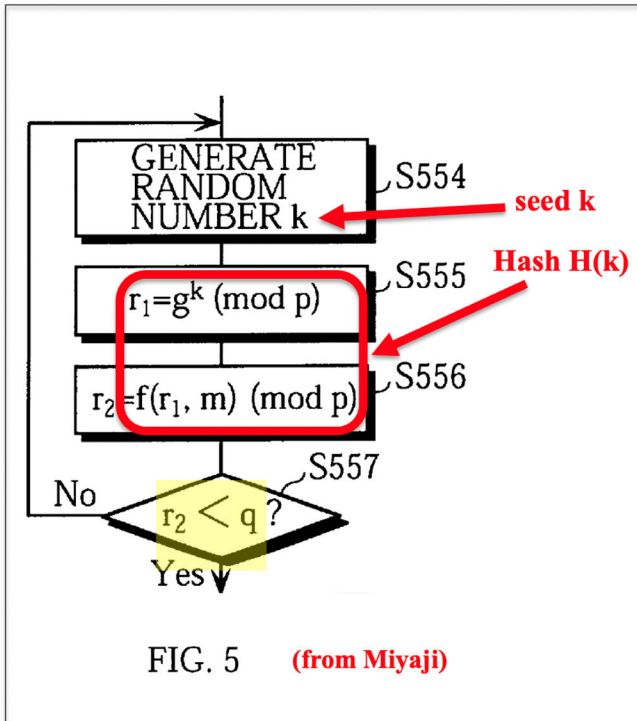 GENERATE
RANDOM
NUMBER k
S554
seed k
Hash H(k)
S555
r₁=gᵏ (mod p)
S556
r₂=f(r₁, m) (mod p)
S557
No
r₂ < q ?
Yes
FIG. 5 (from Miyaji)